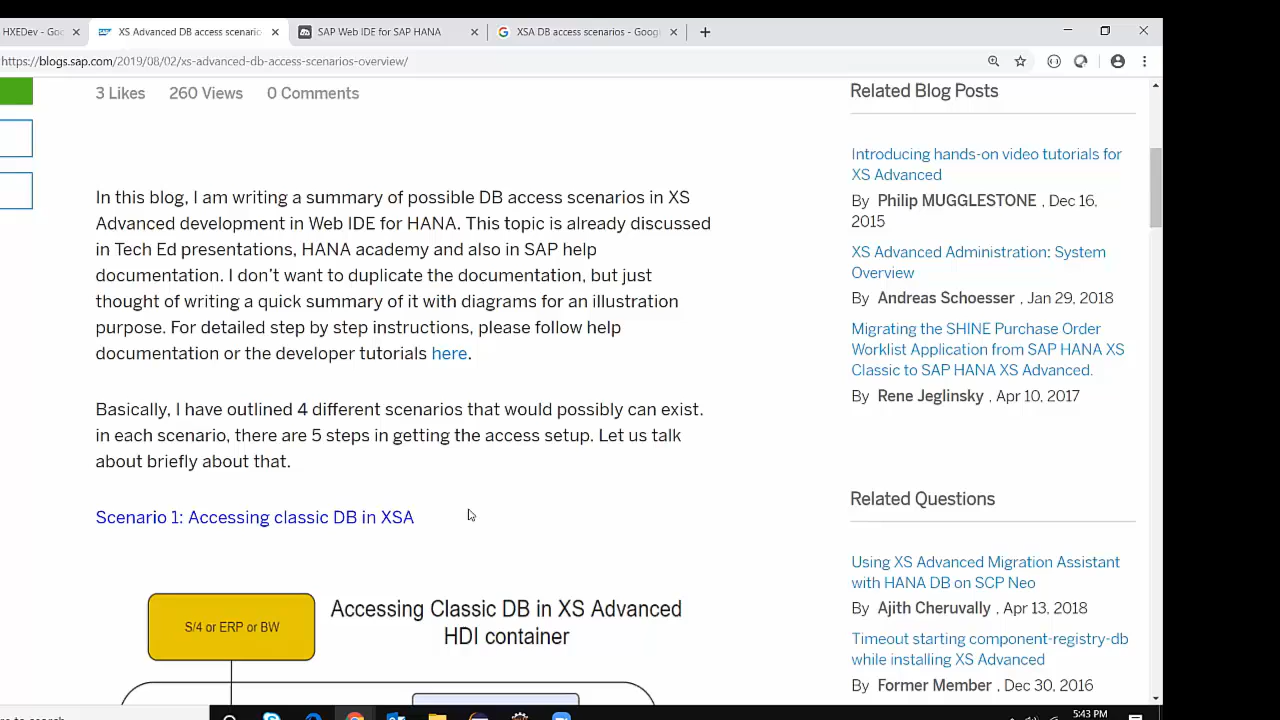 HXEDev - Goo
XS Advanced DB access scenario
SAP Web IDE for SAP HANA
XSA DB access scenarios - Googl
https://blogs.sap.com/2019/08/02/xs-advanced-db-access-scenarios-overview/
3 Likes 260 Views 0 Comments
In this blog, I am writing a summary of possible DB access scenarios in XS
Advanced development in Web IDE for HANA. This topic is already discussed
in Tech Ed presentations, HANA academy and also in SAP help
documentation. I don't want to duplicate the documentation, but just
thought of writing a quick summary of it with diagrams for an illustration
purpose. For detailed step by step instructions, please follow help
documentation or the developer tutorials here.
Basically, I have outlined 4 different scenarios that would possibly can exist.
in each scenario, there are 5 steps in getting the access setup. Let us talk
about briefly about that.
Scenario 1: Accessing classic DB in XSA
S/4 or ERP or BW
Accessing Classic DB in XS Advanced
HDI container
Related Blog Posts
Introducing hands-on video tutorials for
XS Advanced
By Philip MUGGLESTONE , Dec 16,
2015
XS Advanced Administration: System
Overview
By Andreas Schoesser , Jan 29, 2018
Migrating the SHINE Purchase Order
Worklist Application from SAP HANA XS
Classic to SAP HANA XS Advanced.
By Rene Jeglinsky , Apr 10, 2017
Related Questions
Using XS Advanced Migration Assistant
with HANA DB on SCP Neo
By Ajith Cheruvally , Apr 13, 2018
Timeout starting component-registry-db
while installing XS Advanced
By Former Member , Dec 30, 2016
5:43 PM